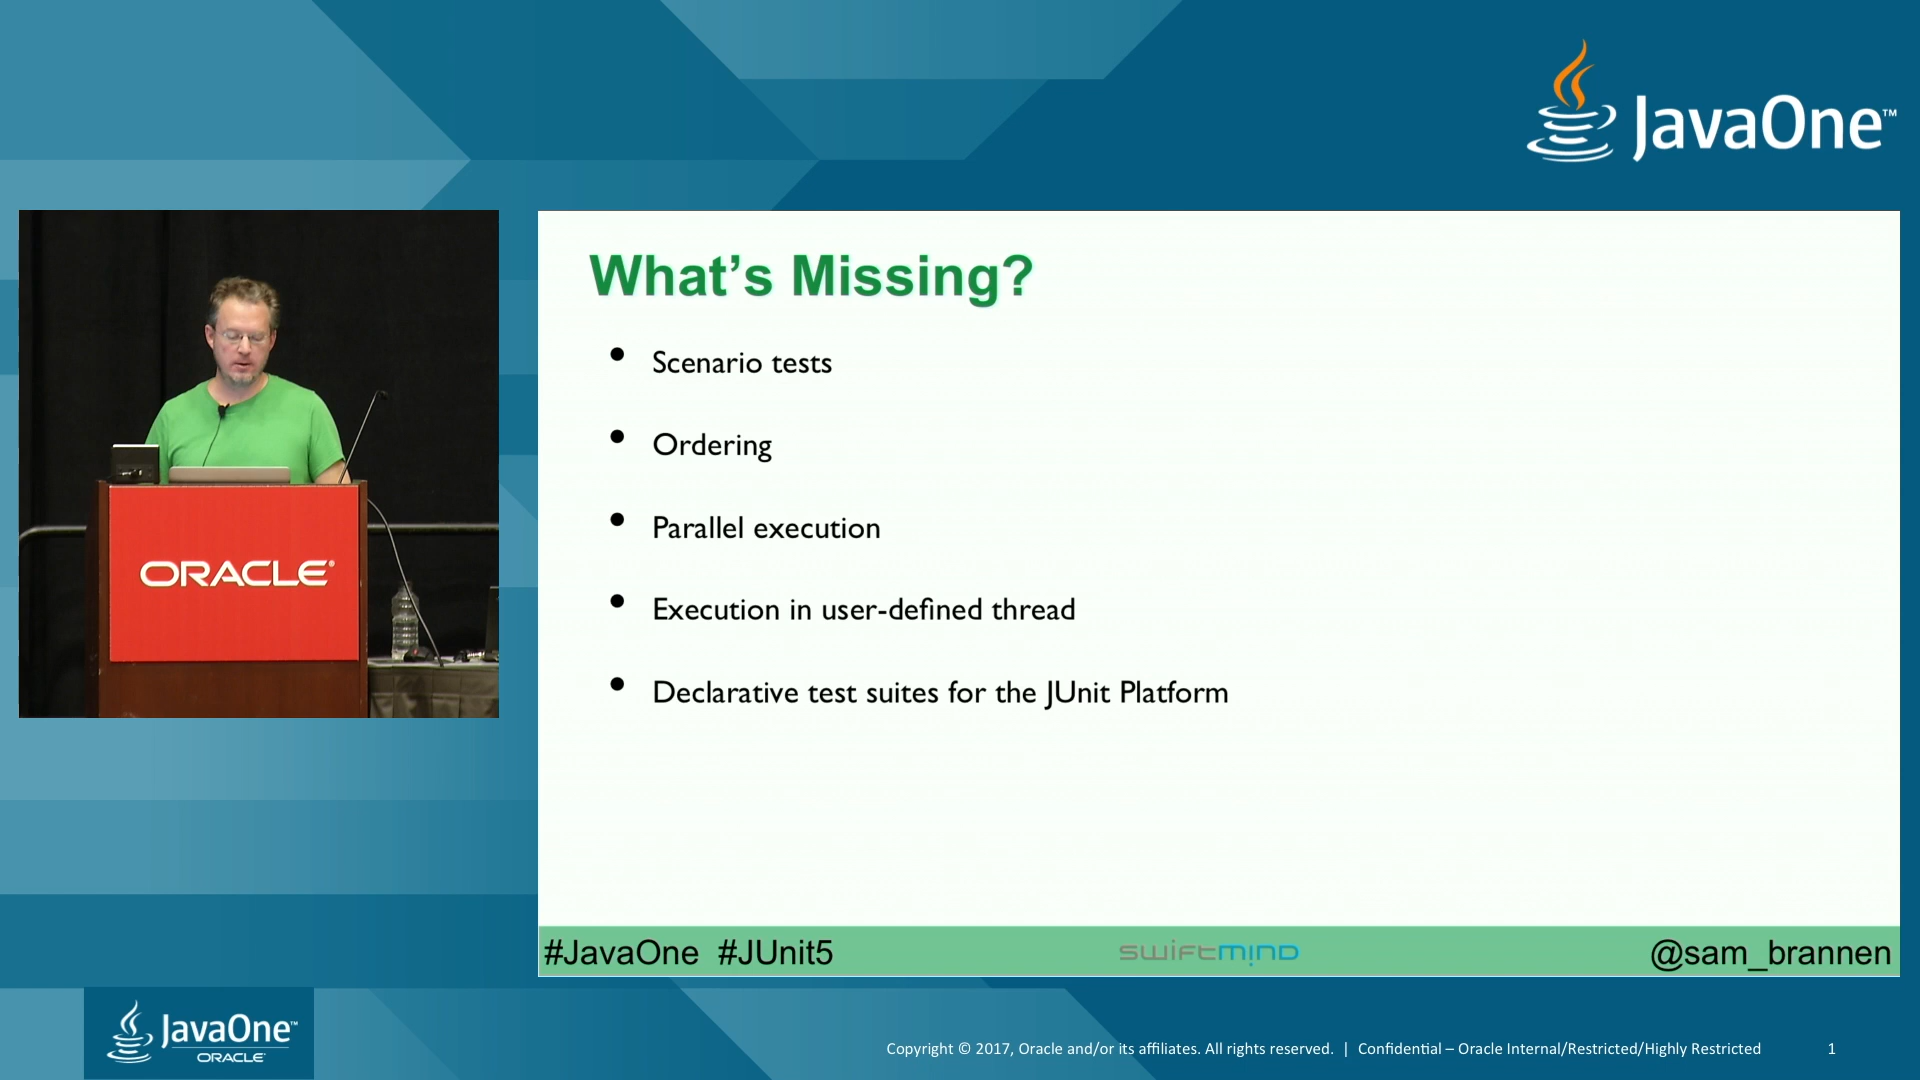 JavaOne™
What's Missing?
• Scenario tests
• Ordering
• Parallel execution
• Execution in user-defined thread
• Declarative test suites for the JUnit Platform
ORACLE®
#JavaOne #JUnit5
swiftmind
@sam_brannen
JavaOne™
ORACLE®
Copyright © 2017, Oracle and/or its affiliates. All rights reserved. | Confidential – Oracle Internal/Restricted/Highly Restricted 1